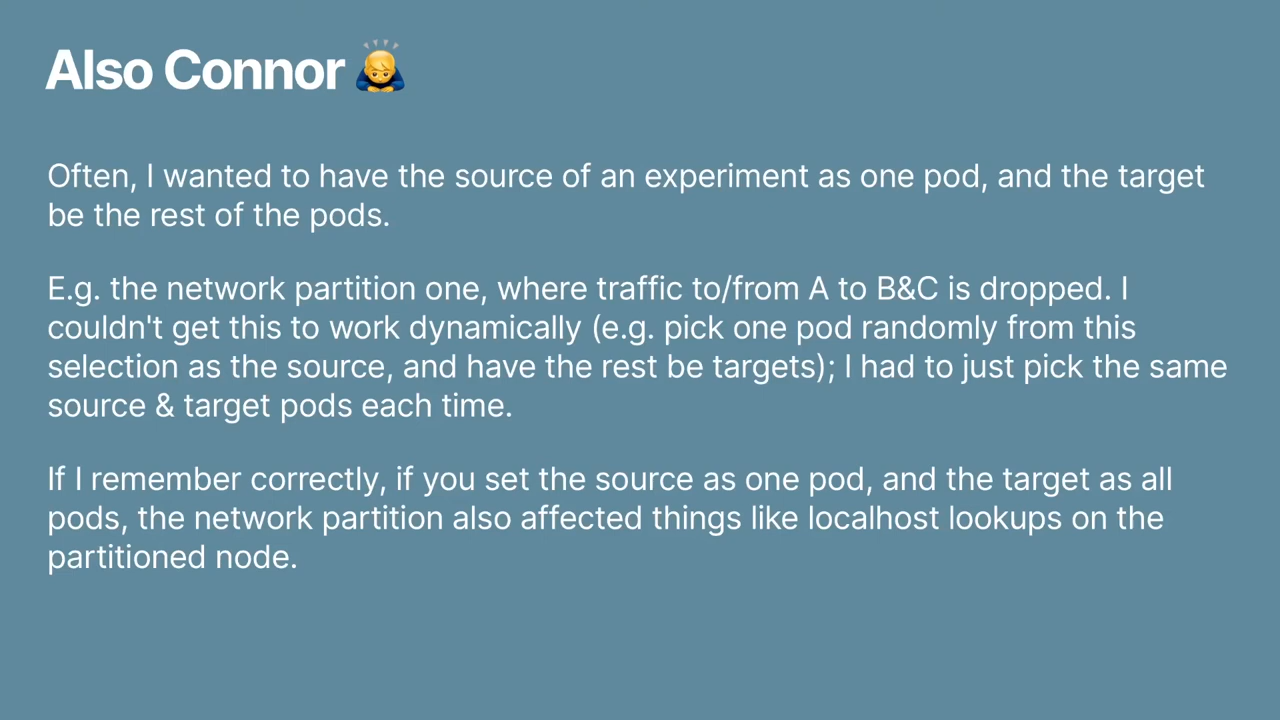 Also Connor 🙇
Often, I wanted to have the source of an experiment as one pod, and the target
be the rest of the pods.
E.g. the network partition one, where traffic to/from A to B&C is dropped. I
couldn't get this to work dynamically (e.g. pick one pod randomly from this
selection as the source, and have the rest be targets); I had to just pick the same
source & target pods each time.
If I remember correctly, if you set the source as one pod, and the target as all
pods, the network partition also affected things like localhost lookups on the
partitioned node.